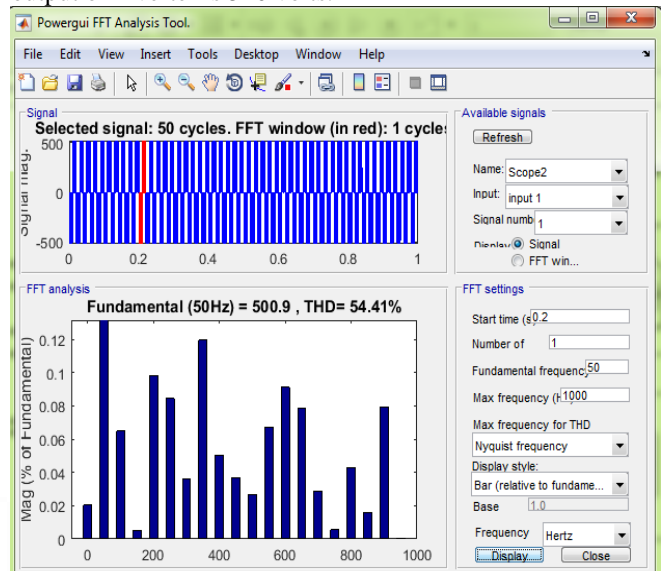 Powergui FFT Analysis Tool.
File Edit View Insert Tools Desktop Window Help
Signal
Selected signal: 50 cycles. FFT window (in red): 1 cycles
Signal mag.
500
0
-500
0 0.2 0.4 0.6 0.8 1
FFT analysis
Fundamental (50Hz) = 500.9 , THD= 54.41%
Mag (% of Fundamental)
0.12
0.1
0.08
0.06
0.04
0.02
0
0 200 400 600 800 1000
Available signals
Refresh
Name: Scope2
Input: input 1
Signal numb 1
Display Signal
FFT win...
FFT settings
Start time (s) 0.2
Number of 1
Fundamental frequenc 50
Max frequency (H 1000
Max frequency for THD
Nyquist frequency
Display style:
Bar (relative to fundame...
Base 1.0
Frequency Hertz
Display Close